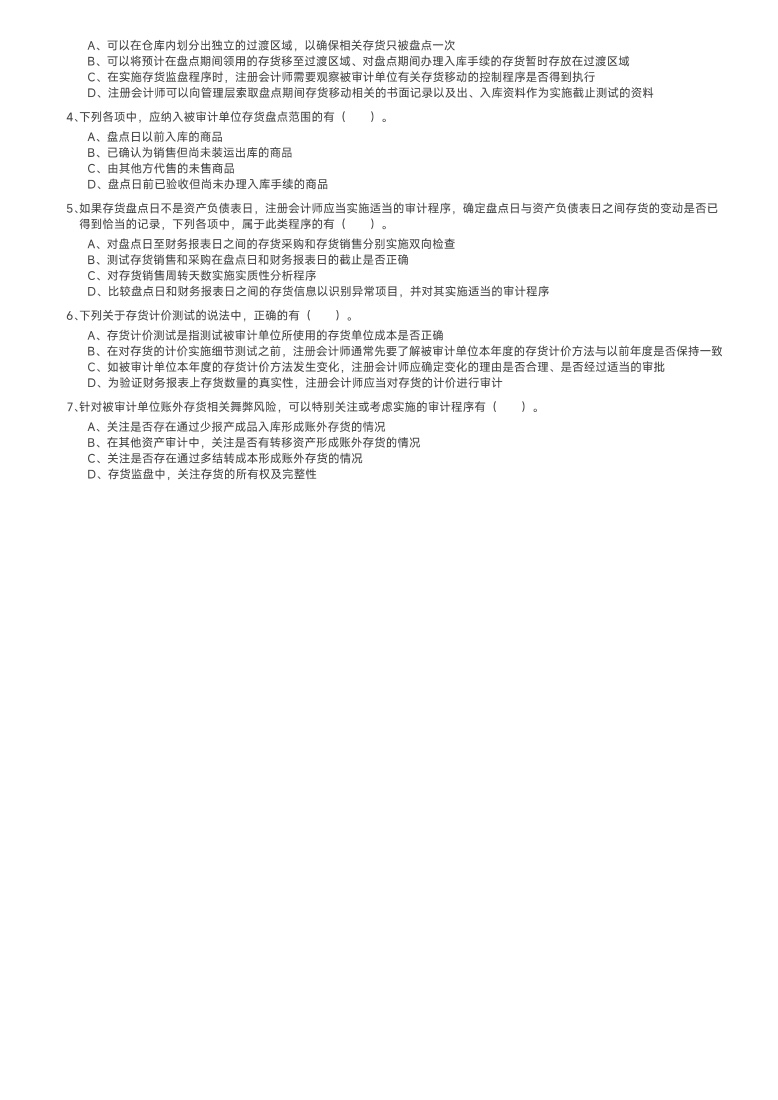 A、可以在仓库内划分出独立的过渡区域，以确保相关存货只被盘点一次
B、可以将预计在盘点期间领用的存货移至过渡区域、对盘点期间办理入库手续的存货暂时存放在过渡区域
C、在实施存货监盘程序时，注册会计师需要观察被审计单位有关存货移动的控制程序是否得到执行
D、注册会计师可以向管理层索取盘点期间存货移动相关的书面记录以及出、入库资料作为实施截止测试的资料
4、下列各项中，应纳入被审计单位存货盘点范围的有（　　）。
A、盘点日以前入库的商品
B、已确认为销售但尚未装运出库的商品
C、由其他方代售的未售商品
D、盘点日前已验收但尚未办理入库手续的商品
5、如果存货盘点日不是资产负债表日，注册会计师应当实施适当的审计程序，确定盘点日与资产负债表日之间存货的变动是否已
得到恰当的记录，下列各项中，属于此类程序的有（　　）。
A、对盘点日至财务报表日之间的存货采购和存货销售分别实施双向检查
B、测试存货销售和采购在盘点日和财务报表日的截止是否正确
C、对存货销售周转天数实施实质性分析程序
D、比较盘点日和财务报表日之间的存货信息以识别异常项目，并对其实施适当的审计程序
6、下列关于存货计价测试的说法中，正确的有（　　）。
A、存货计价测试是指测试被审计单位所使用的存货单位成本是否正确
B、在对存货的计价实施细节测试之前，注册会计师通常先要了解被审计单位本年度的存货计价方法与以前年度是否保持一致
C、如被审计单位本年度的存货计价方法发生变化，注册会计师应确定变化的理由是否合理、是否经过适当的审批
D、为验证财务报表上存货数量的真实性，注册会计师应当对存货的计价进行审计
7、针对被审计单位账外存货相关舞弊风险，可以特别关注或考虑实施的审计程序有（　　）。
A、关注是否存在通过少报产成品入库形成账外存货的情况
B、在其他资产审计中，关注是否有转移资产形成账外存货的情况
C、关注是否存在通过多结转成本形成账外存货的情况
D、存货监盘中，关注存货的所有权及完整性